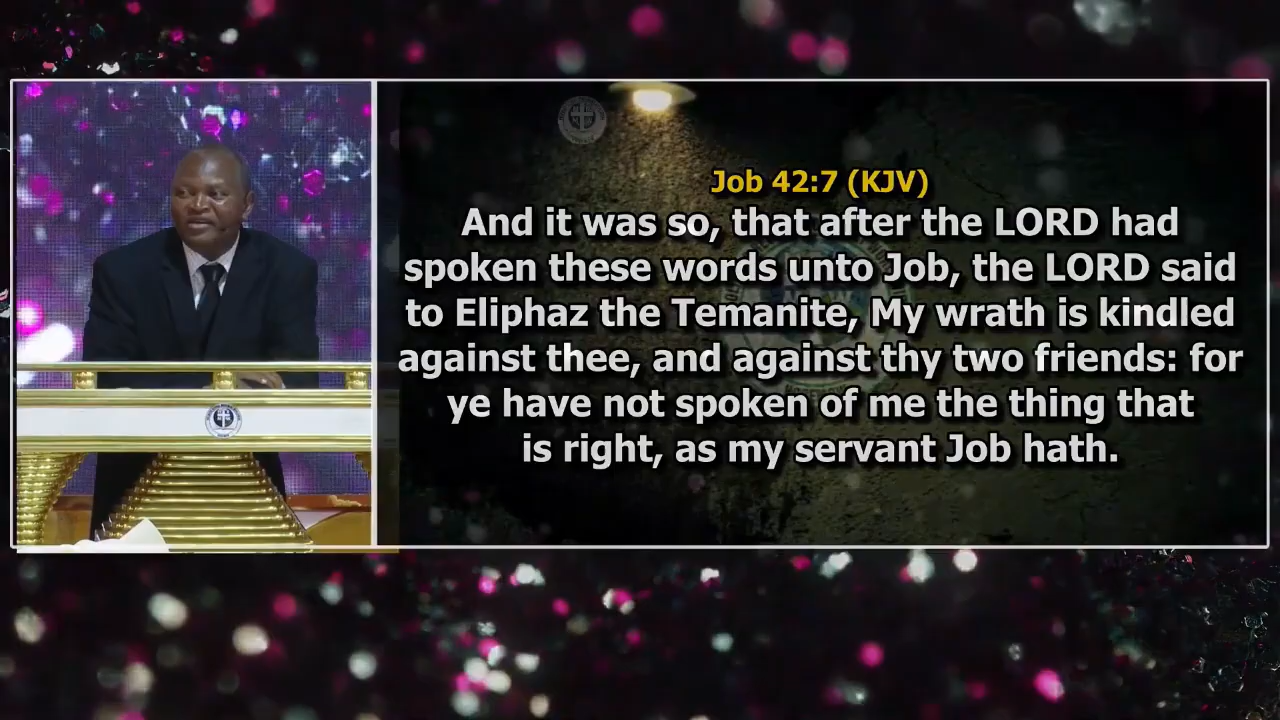 Job 42:7 (KJV)
And it was so, that after the LORD had
spoken these words unto Job, the LORD said
to Eliphaz the Temanite, My wrath is kindled
against thee, and against thy two friends: for
ye have not spoken of me the thing that
is right, as my servant Job hath.